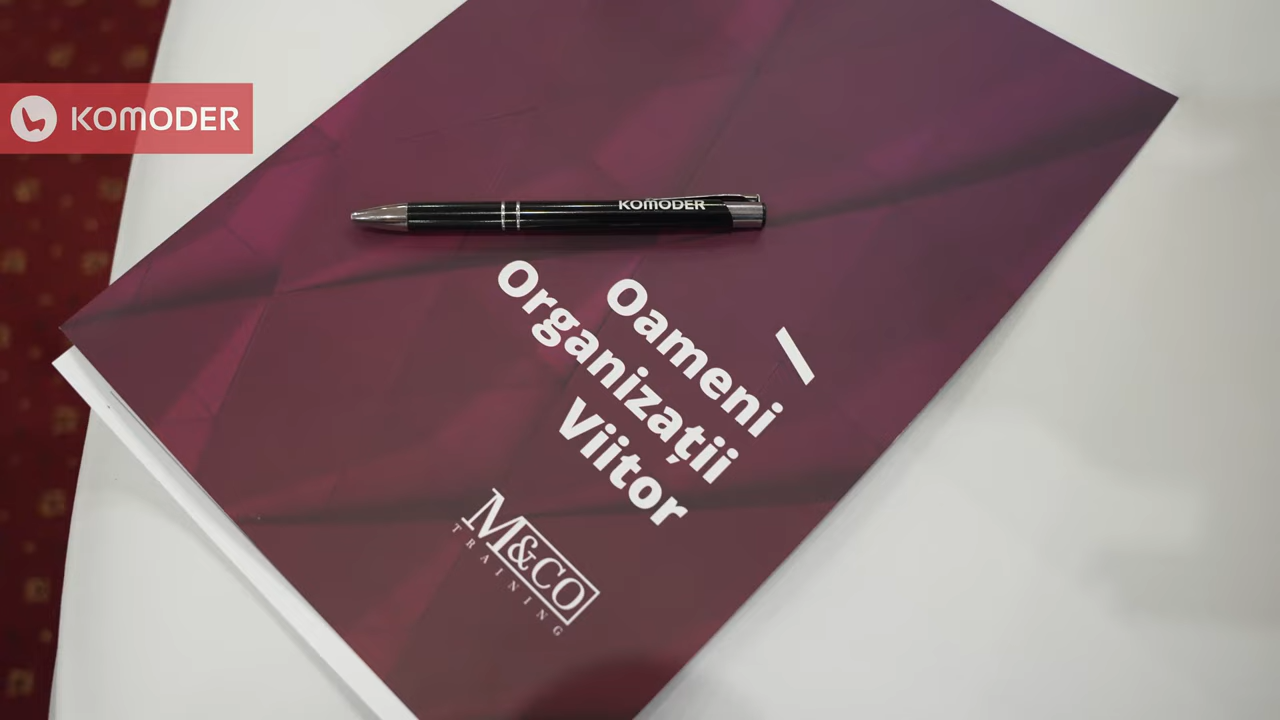 KOMODER
KOMODER
Oameni
Organizații
Viitor
M&CO
TRAINING